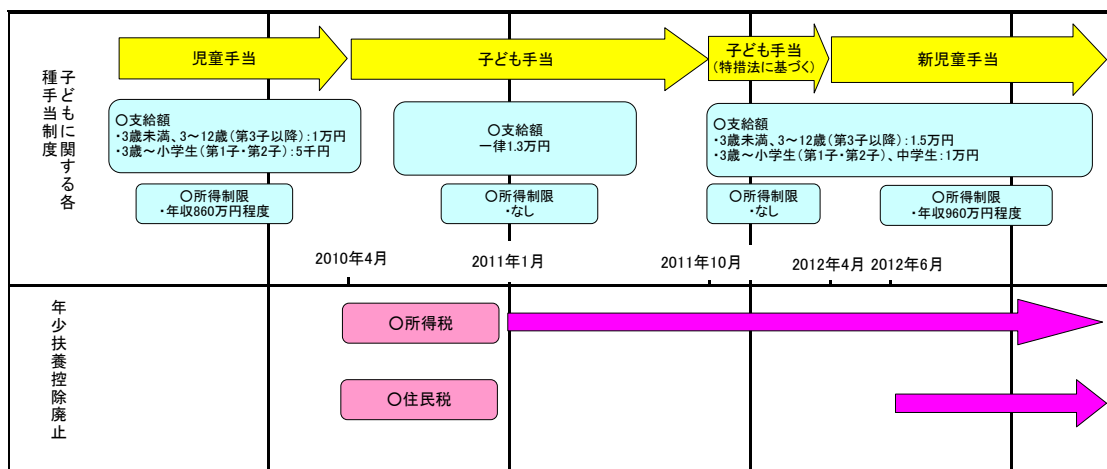 子どもに関する各種手当制度
児童手当
子ども手当
子ども手当
(特措法に基づく)
新児童手当
○支給額
・3歳未満、3～12歳(第3子以降):1万円
・3歳～小学生(第1子・第2子):5千円
○支給額
一律1.3万円
○支給額
・3歳未満、3～12歳(第3子以降):1.5万円
・3歳～小学生(第1子・第2子)、中学生:1万円
○所得制限
・年収860万円程度
○所得制限
・なし
○所得制限
・なし
○所得制限
・年収960万円程度
2010年4月
2011年1月
2011年10月
2012年4月
2012年6月
年少扶養控除廃止
○所得税
○住民税